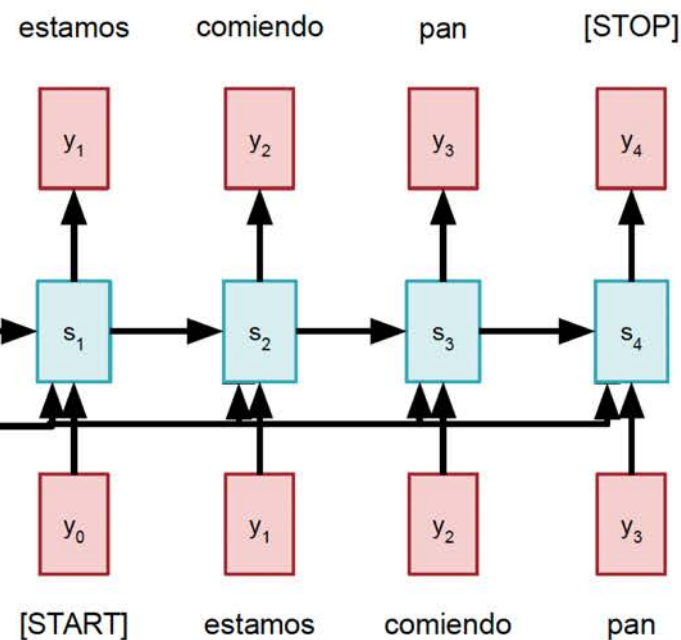 estamos comiendo pan [STOP]
y1 y2 y3 y4
s1 s2 s3 s4
y0 y1 y2 y3
[START] estamos comiendo pan